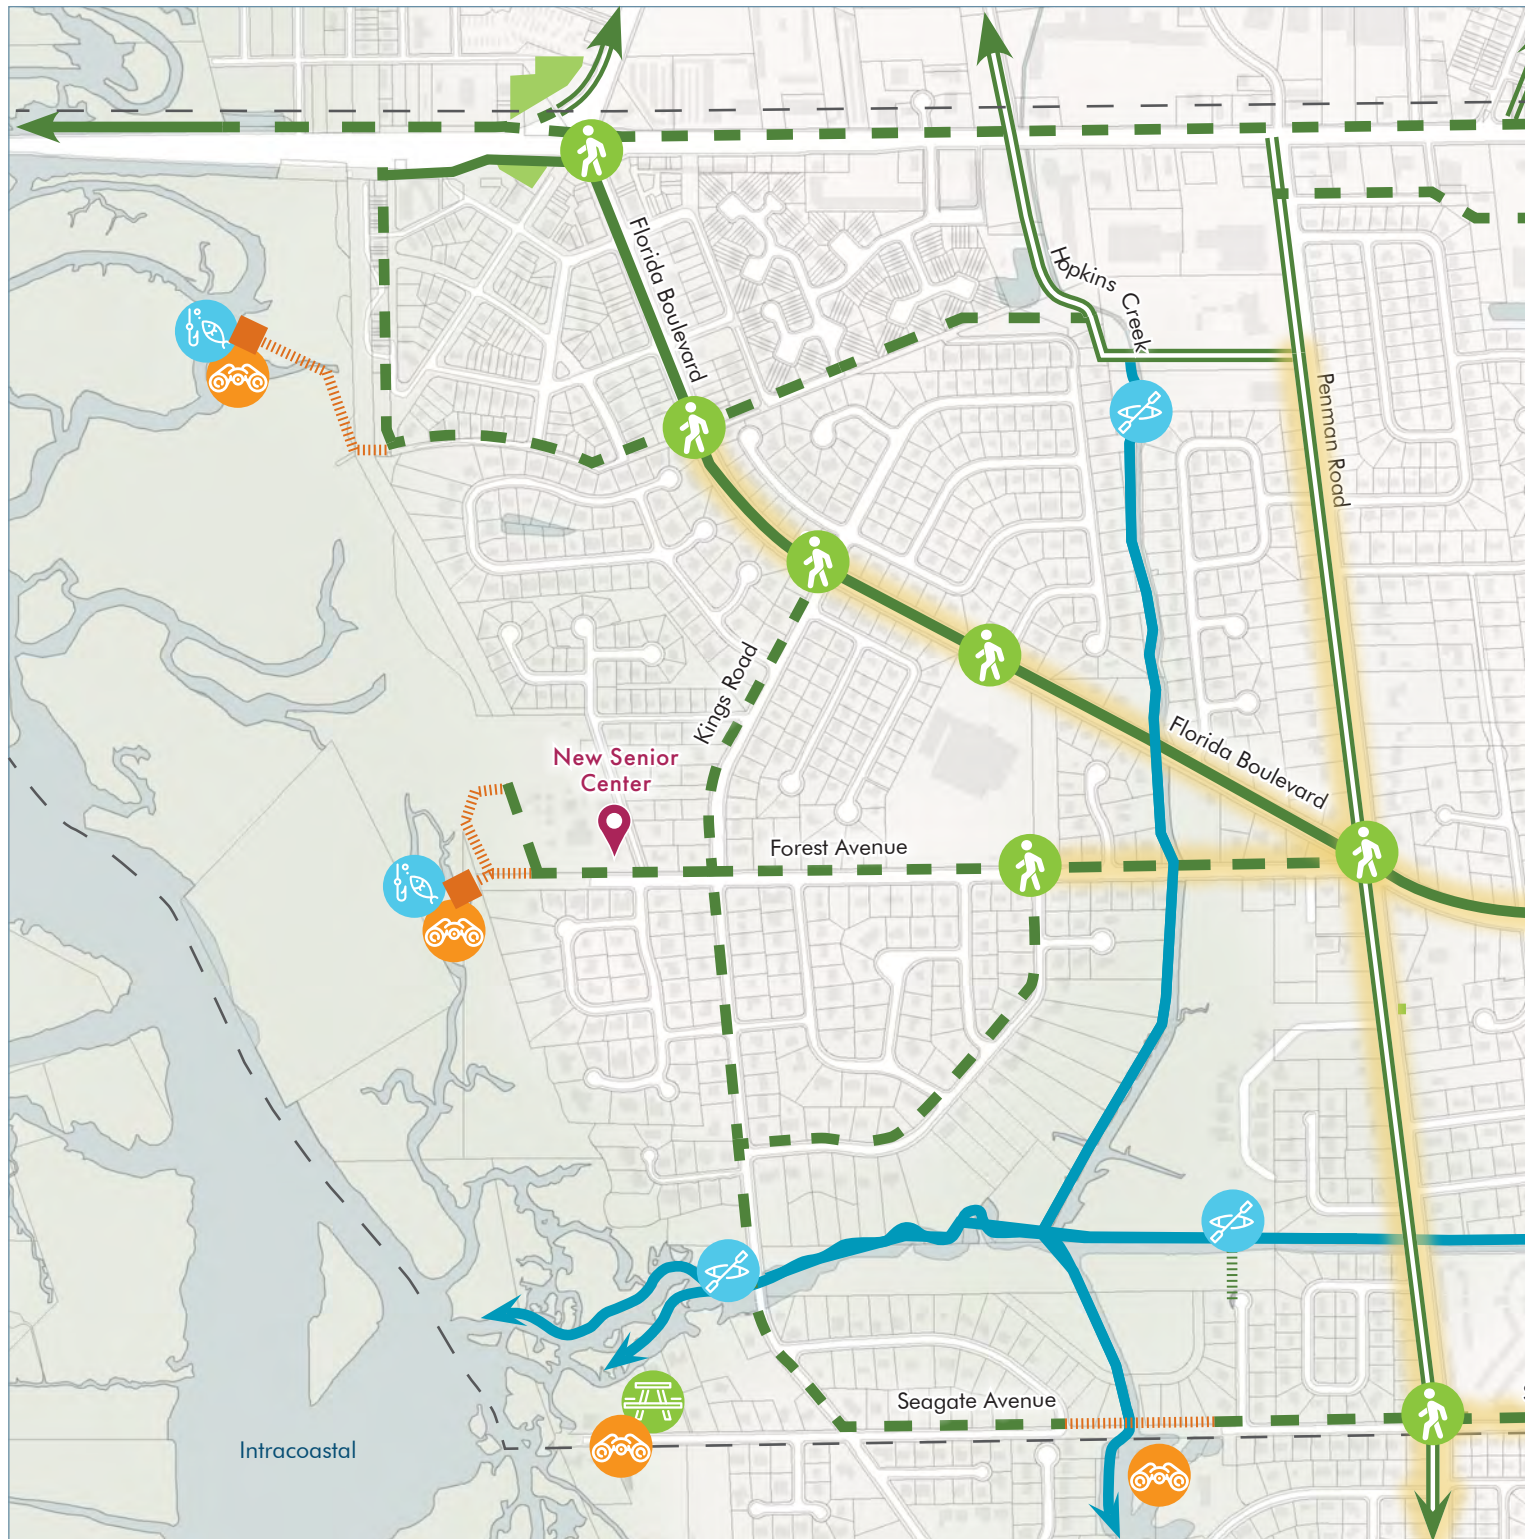 Florida Boulevard
Hopkins Creek
Penman Road
Kings Road
New Senior
Center
Florida Boulevard
Forest Avenue
Seagate Avenue
Intracoastal